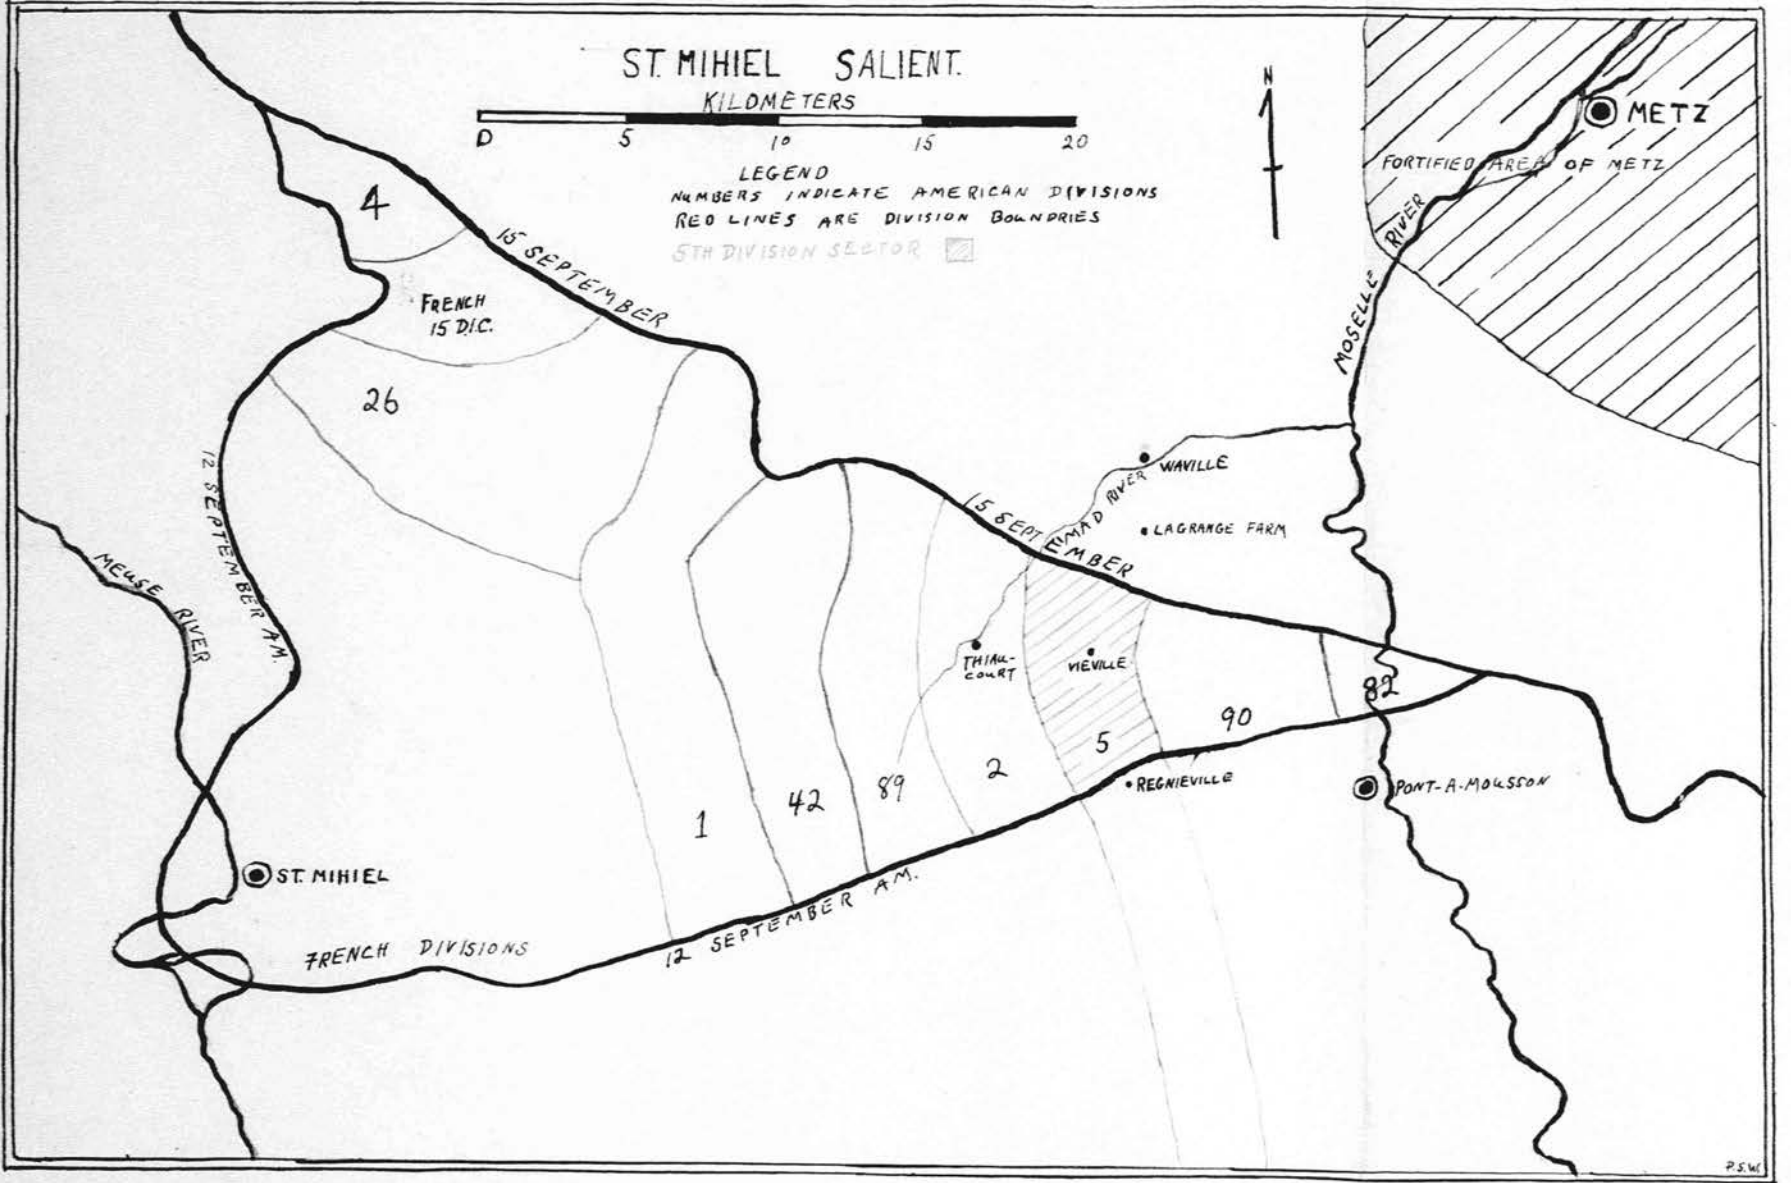 ST. MIHIEL SALIENT.
KILOMETERS
0 5 10 15 20
LEGEND
NUMBERS INDICATE AMERICAN DIVISIONS
RED LINES ARE DIVISION BOUNDRIES
5TH DIVISION SECTOR
N
METZ
FORTIFIED AREA OF METZ
MOSELLE RIVER
4
15 SEPTEMBER
FRENCH
15 D.I.C.
26
12 SEPTEMBER A.M.
MEUSE RIVER
WAVILLE
MAD RIVER
LAGRANGE FARM
15 SEPTEMBER
THIAU-
COURT
VIEVILLE
82
90
5
2
89
42
1
REGNIEVILLE
PONT-A-MOUSSON
ST. MIHIEL
12 SEPTEMBER A.M.
FRENCH DIVISIONS
P.S.W.